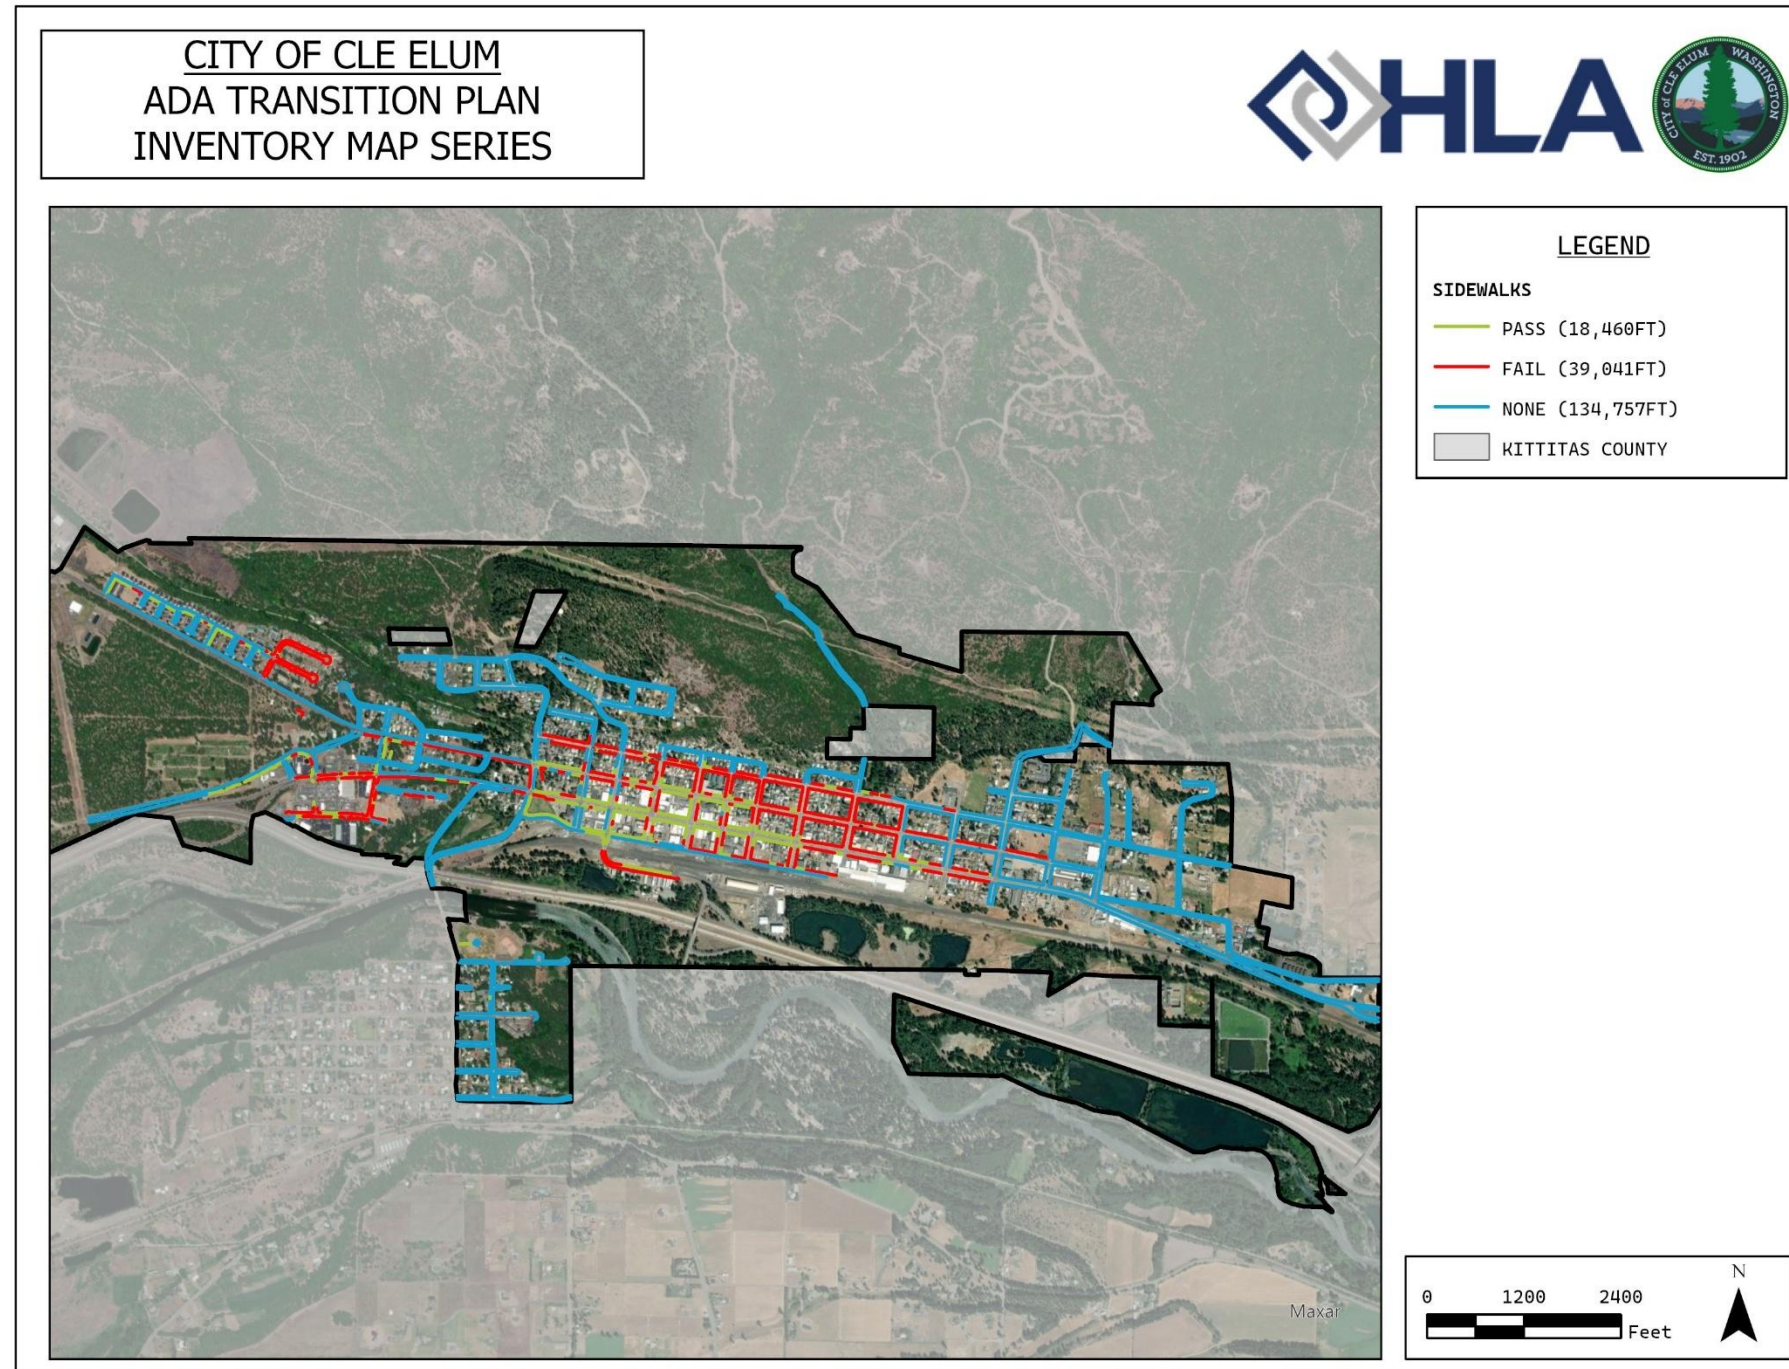 CITY OF CLE ELUM
ADA TRANSITION PLAN
INVENTORY MAP SERIES
HLA
CITY of CLE ELUM WASHINGTON
EST. 1902
LEGEND
SIDEWALKS
PASS (18,460FT)
FAIL (39,041FT)
NONE (134,757FT)
KITTITAS COUNTY
Maxar
N
0 1200 2400
Feet